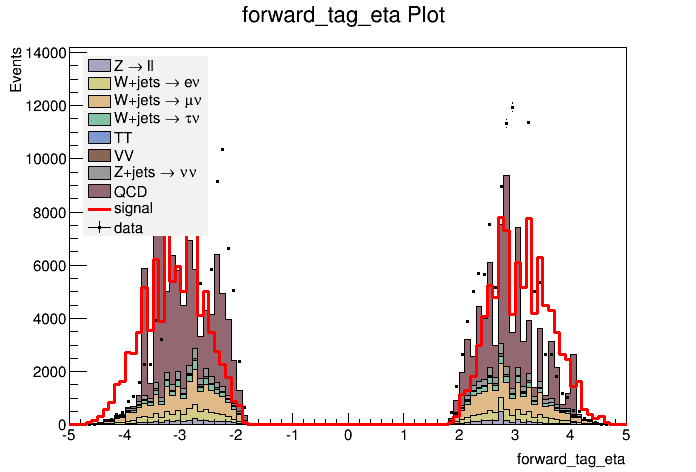 forward_tag_eta Plot
Events
14000
12000
10000
8000
6000
4000
2000
0
Z → ll
W+jets → eν
W+jets → μν
W+jets → τν
TT
VV
Z+jets → νν
QCD
signal
data
-5 -4 -3 -2 -1 0 1 2 3 4 5
forward_tag_eta